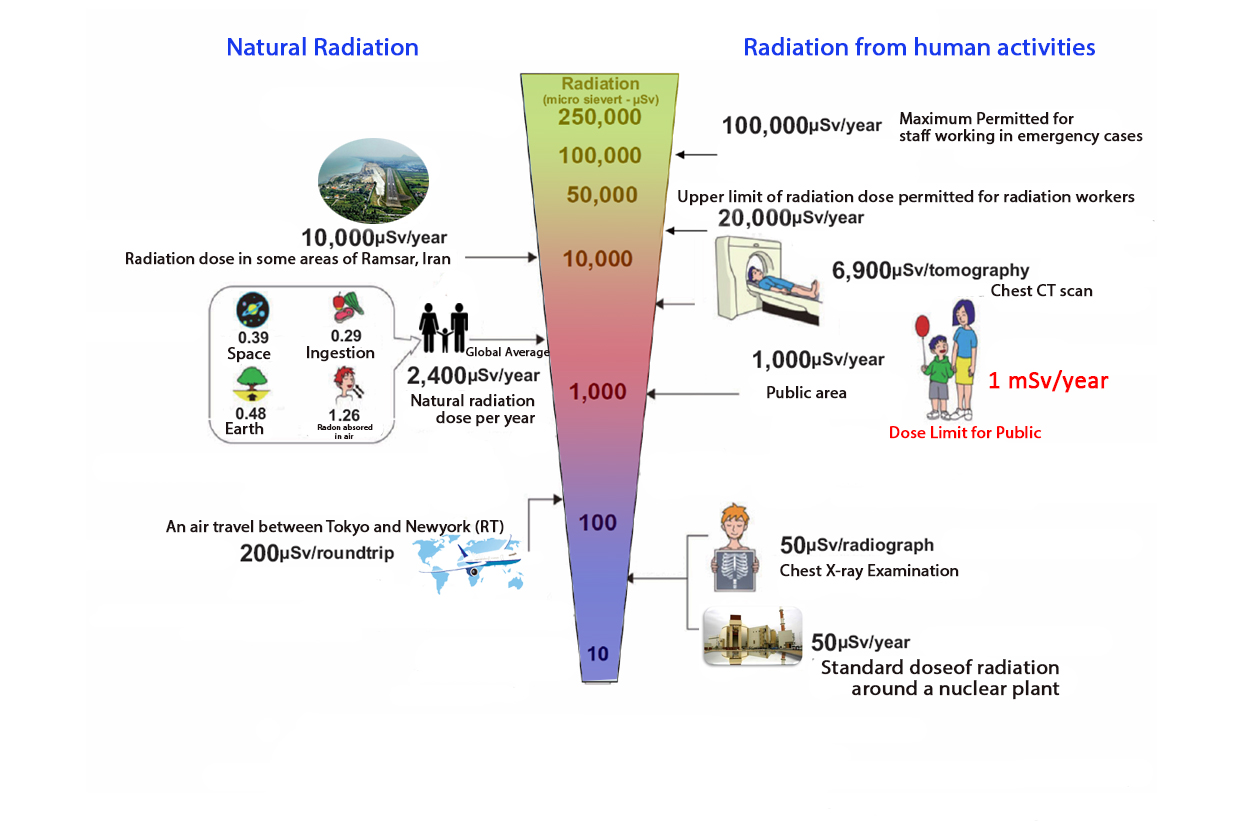 Natural Radiation
Radiation from human activities
Radiation
(micro sievert - µSv)
250,000
100,000
50,000
10,000
1,000
100
10
10,000µSv/year
Radiation dose in some areas of Ramsar, Iran
0.39
Space
0.29
Ingestion
0.48
Earth
1.26
Radon absored
in air
Global Average
2,400µSv/year
Natural radiation
dose per year
An air travel between Tokyo and Newyork (RT)
200µSv/roundtrip
100,000µSv/year
Maximum Permitted for
staff working in emergency cases
Upper limit of radiation dose permitted for radiation workers
20,000µSv/year
6,900µSv/tomography
Chest CT scan
1,000µSv/year
Public area
1 mSv/year
Dose Limit for Public
50µSv/radiograph
Chest X-ray Examination
50µSv/year
Standard doseof radiation
around a nuclear plant